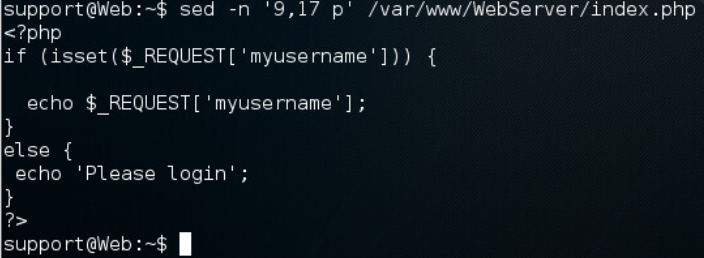 support@Web:~$ sed -n '9,17 p' /var/www/WebServer/index.php
<?php
if (isset($_REQUEST['myusername'])) {
echo $_REQUEST['myusername'];
}
else {
echo 'Please login';
}
?>
support@Web:~$